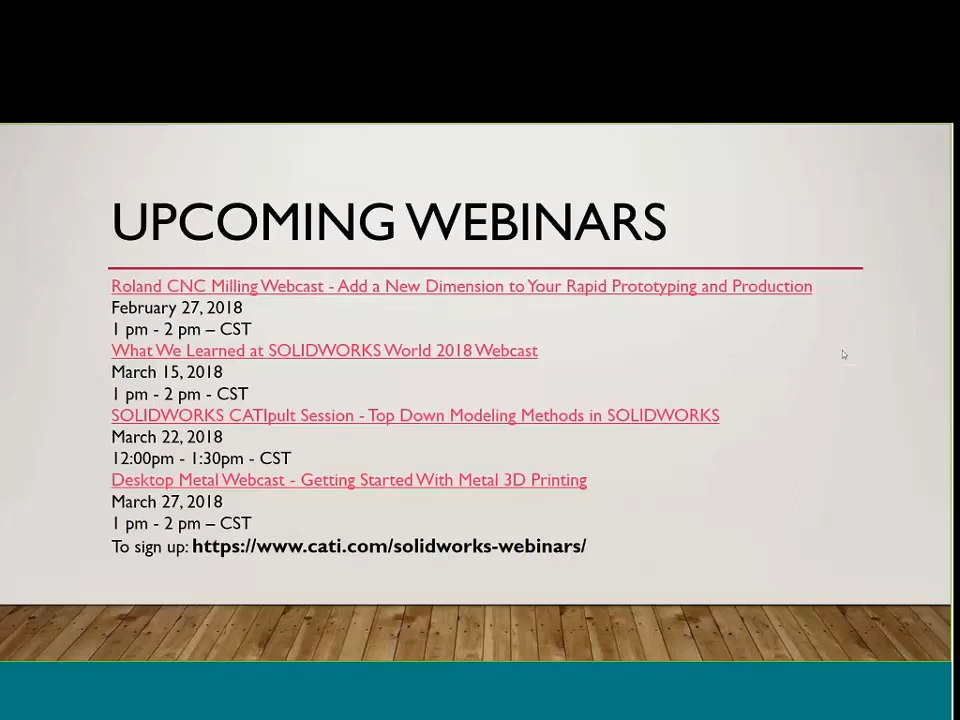 UPCOMING WEBINARS
Roland CNC Milling Webcast - Add a New Dimension to Your Rapid Prototyping and Production
February 27, 2018
1 pm - 2 pm – CST
What We Learned at SOLIDWORKS World 2018 Webcast
March 15, 2018
1 pm - 2 pm - CST
SOLIDWORKS CATIpult Session - Top Down Modeling Methods in SOLIDWORKS
March 22, 2018
12:00pm - 1:30pm - CST
Desktop Metal Webcast - Getting Started With Metal 3D Printing
March 27, 2018
1 pm - 2 pm – CST
To sign up: https://www.cati.com/solidworks-webinars/